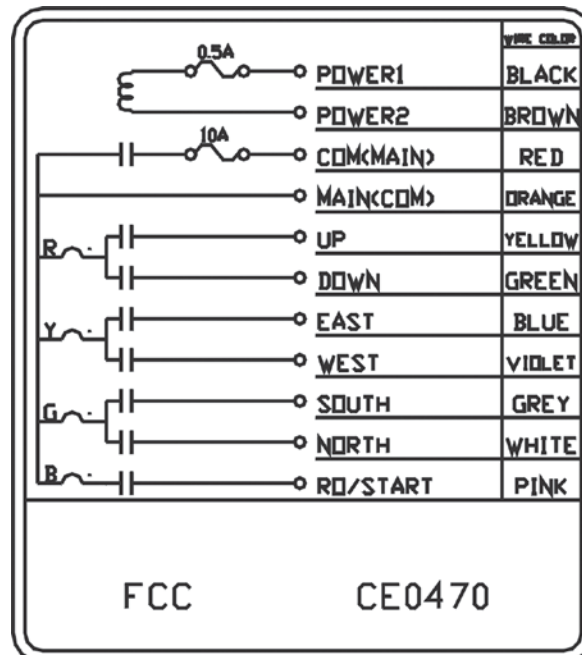 WIRE COLOR
0.5A
POWER1 BLACK
POWER2 BROWN
10A
COM(MAIN) RED
MAIN(COM) ORANGE
R UP YELLOW
DOWN GREEN
Y EAST BLUE
WEST VIOLET
G SOUTH GREY
NORTH WHITE
B RO/START PINK
FCC CE0470